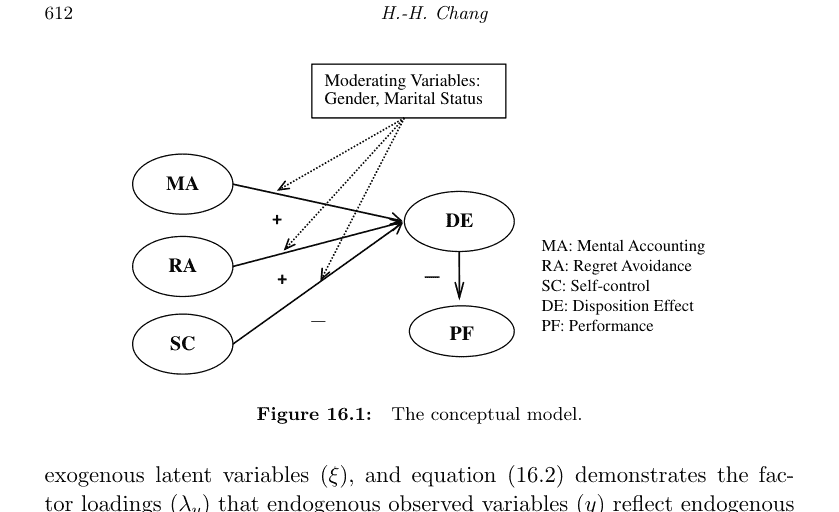 612
H.-H. Chang
Moderating Variables:
Gender, Marital Status
MA
+
RA
+
SC
—
DE
—
PF
MA: Mental Accounting
RA: Regret Avoidance
SC: Self-control
DE: Disposition Effect
PF: Performance
Figure 16.1: The conceptual model.
exogenous latent variables (ξ), and equation (16.2) demonstrates the fac-
tor loadings (λy) that endogenous observed variables (y) reflect endogenous